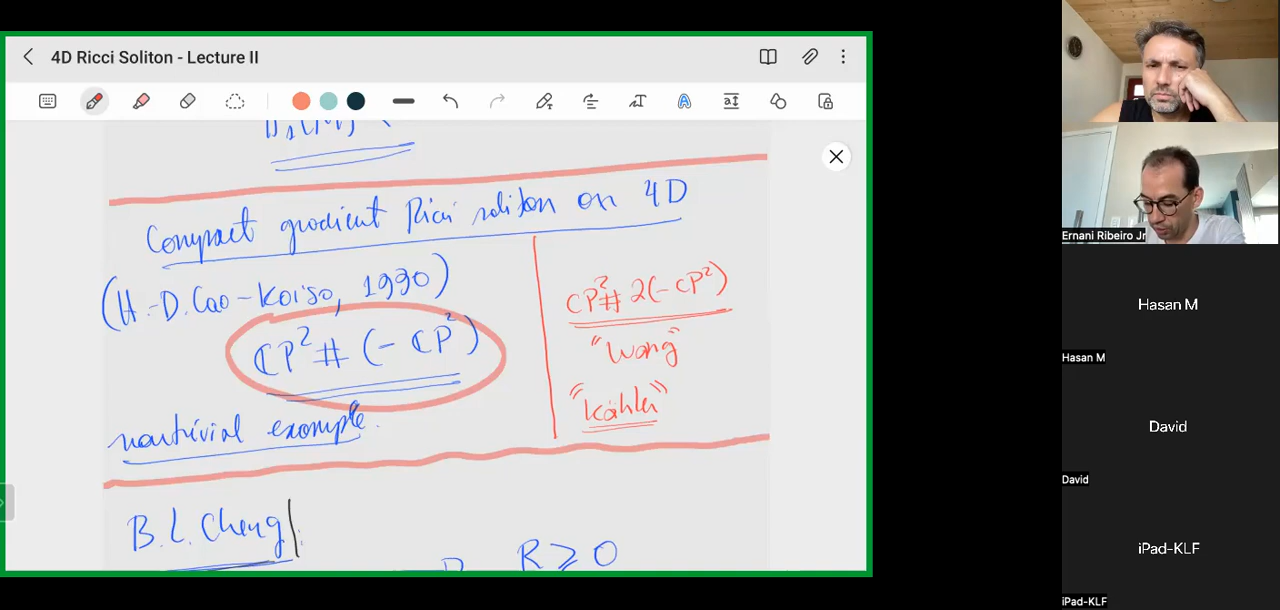 4D Ricci Soliton - Lecture II
Compact gradient Ricci soliton on 4D
(H.-D. Cao-Koiso, 1990)
CP² # (- CP²)
nontrivial example.
CP² # 2(-CP²)
"Wang"
"Kähler"
B.L. Cheng
R ≥ 0
Ernani Ribeiro Jr
Hasan M
Hasan M
David
David
iPad-KLF
iPad-KLF